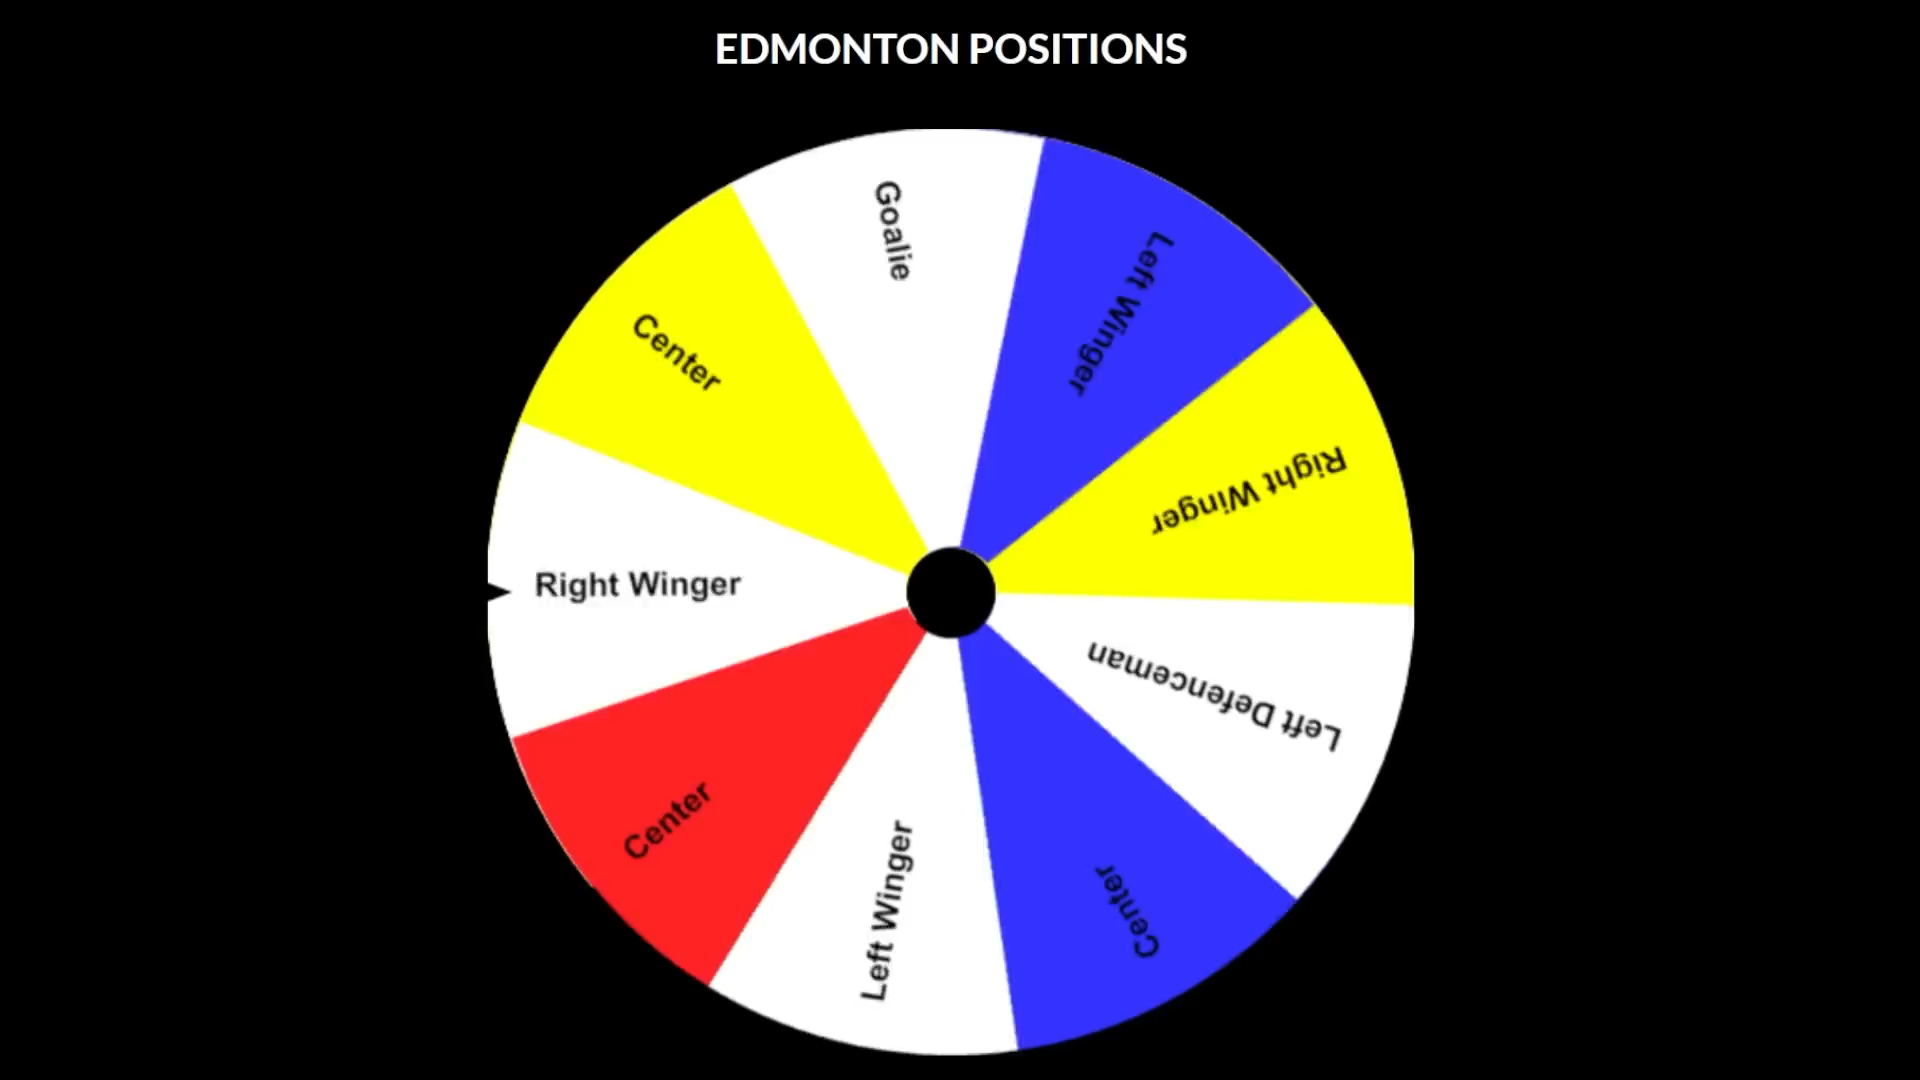 EDMONTON POSITIONS
Goalie
Left Winger
Right Winger
Left Defenceman
Center
Left Winger
Center
Right Winger
Center